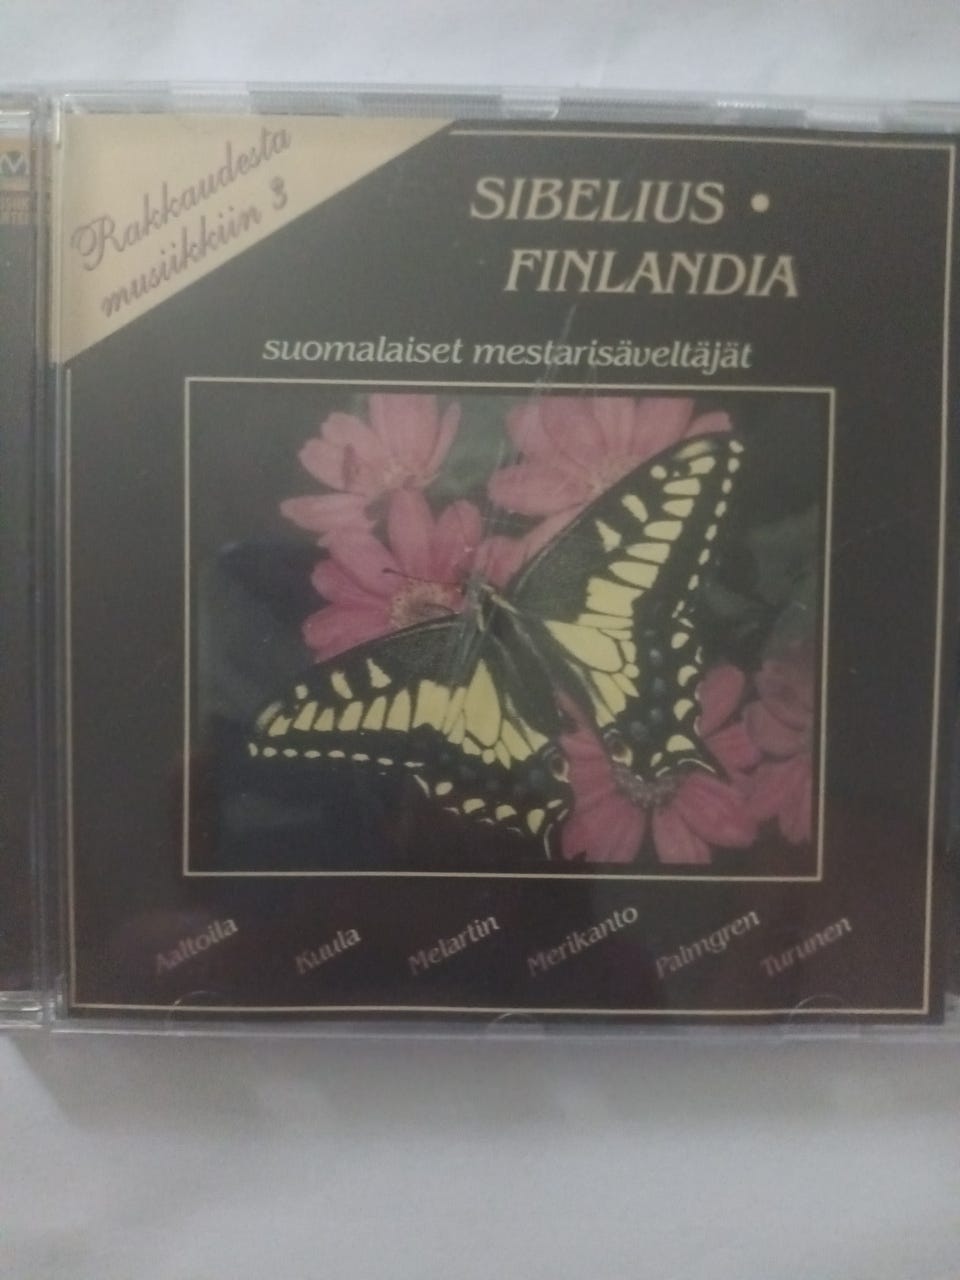 Rakkaudesta
musiikkiin 3
SIBELIUS •
FINLANDIA
suomalaiset mestarisäveltäjät
Aaltoila
Kuula
Melartin
Merikanto
Palmgren
Turunen